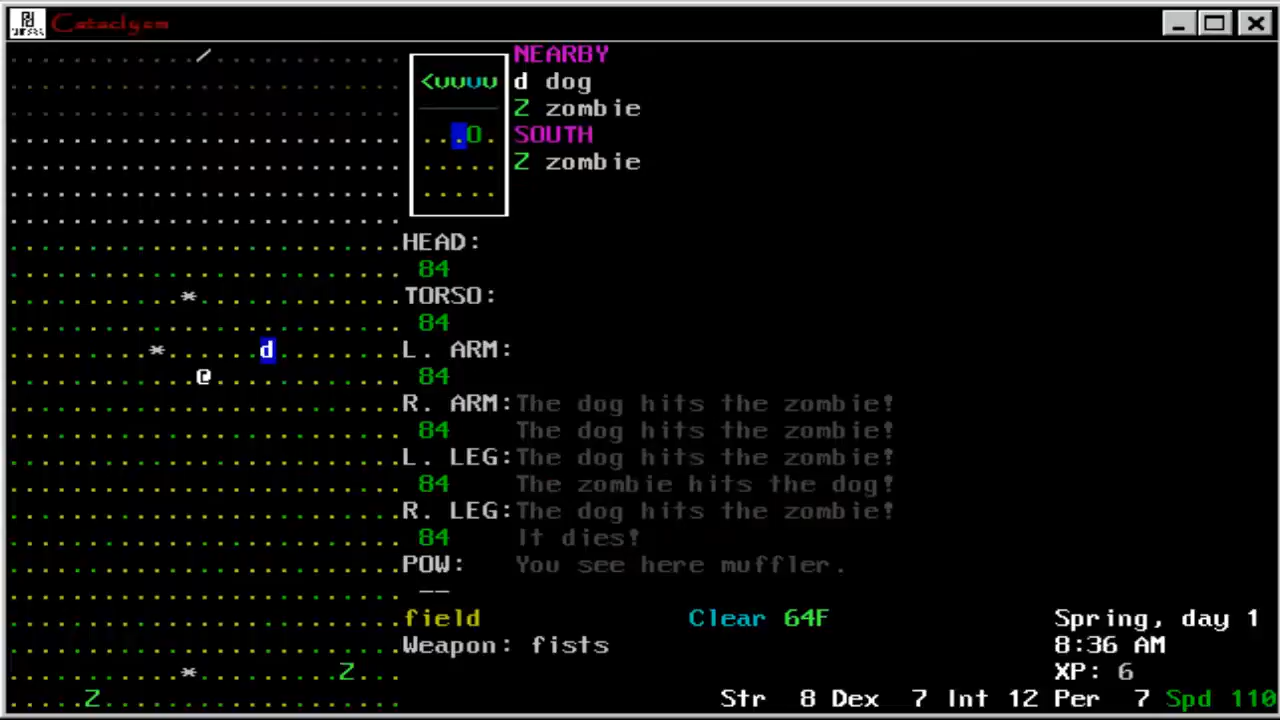 Cataclysm
NEARBY
d dog
Z zombie
SOUTH
Z zombie
<vvvv
...O.
.....
.....
HEAD:
84
TORSO:
84
L. ARM:
84
R. ARM: The dog hits the zombie!
84 The dog hits the zombie!
L. LEG: The dog hits the zombie!
84 The zombie hits the dog!
R. LEG: The dog hits the zombie!
84 It dies!
POW: You see here muffler.
--
field Clear 64F Spring, day 1
Weapon: fists 8:36 AM
XP: 6
Str 8 Dex 7 Int 12 Per 7 Spd 110
*
* d
@
* Z
Z